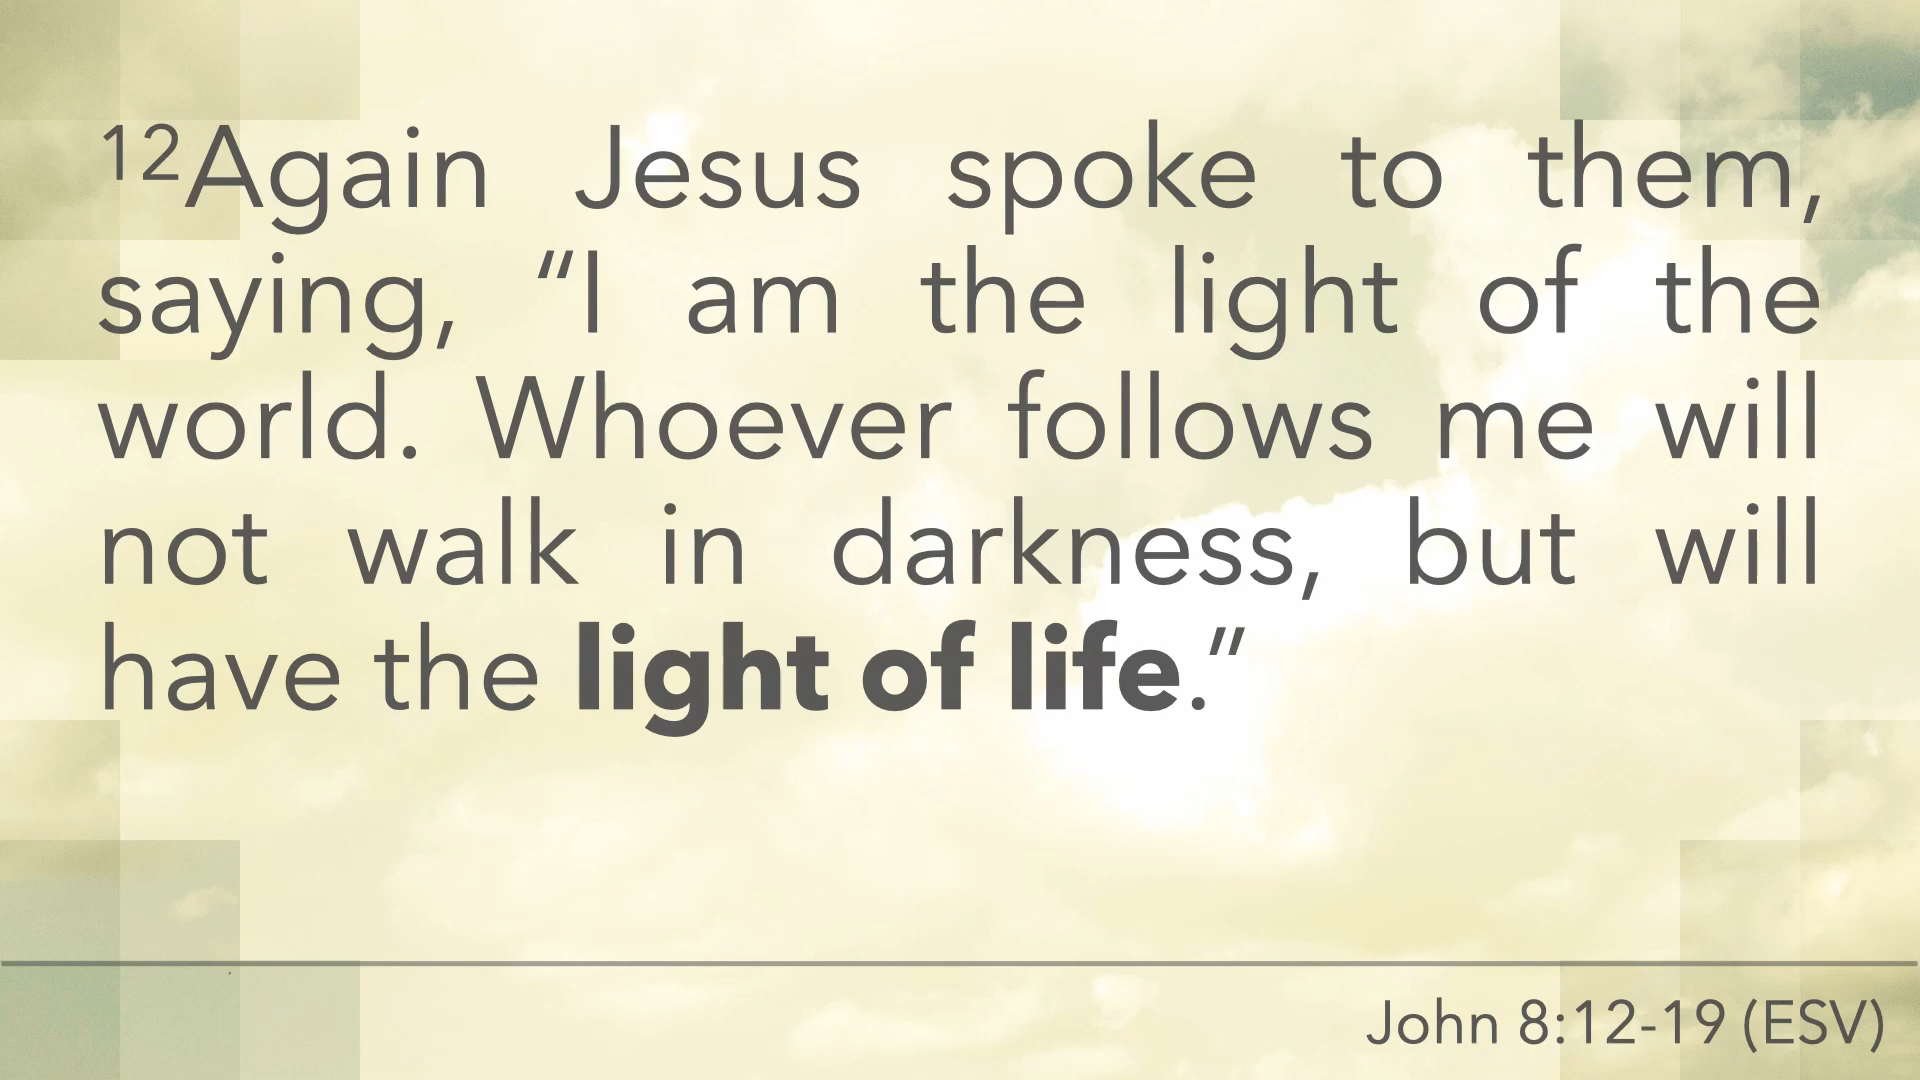 ¹²Again Jesus spoke to them,
saying, “I am the light of the
world. Whoever follows me will
not walk in darkness, but will
have the light of life.”
John 8:12-19 (ESV)